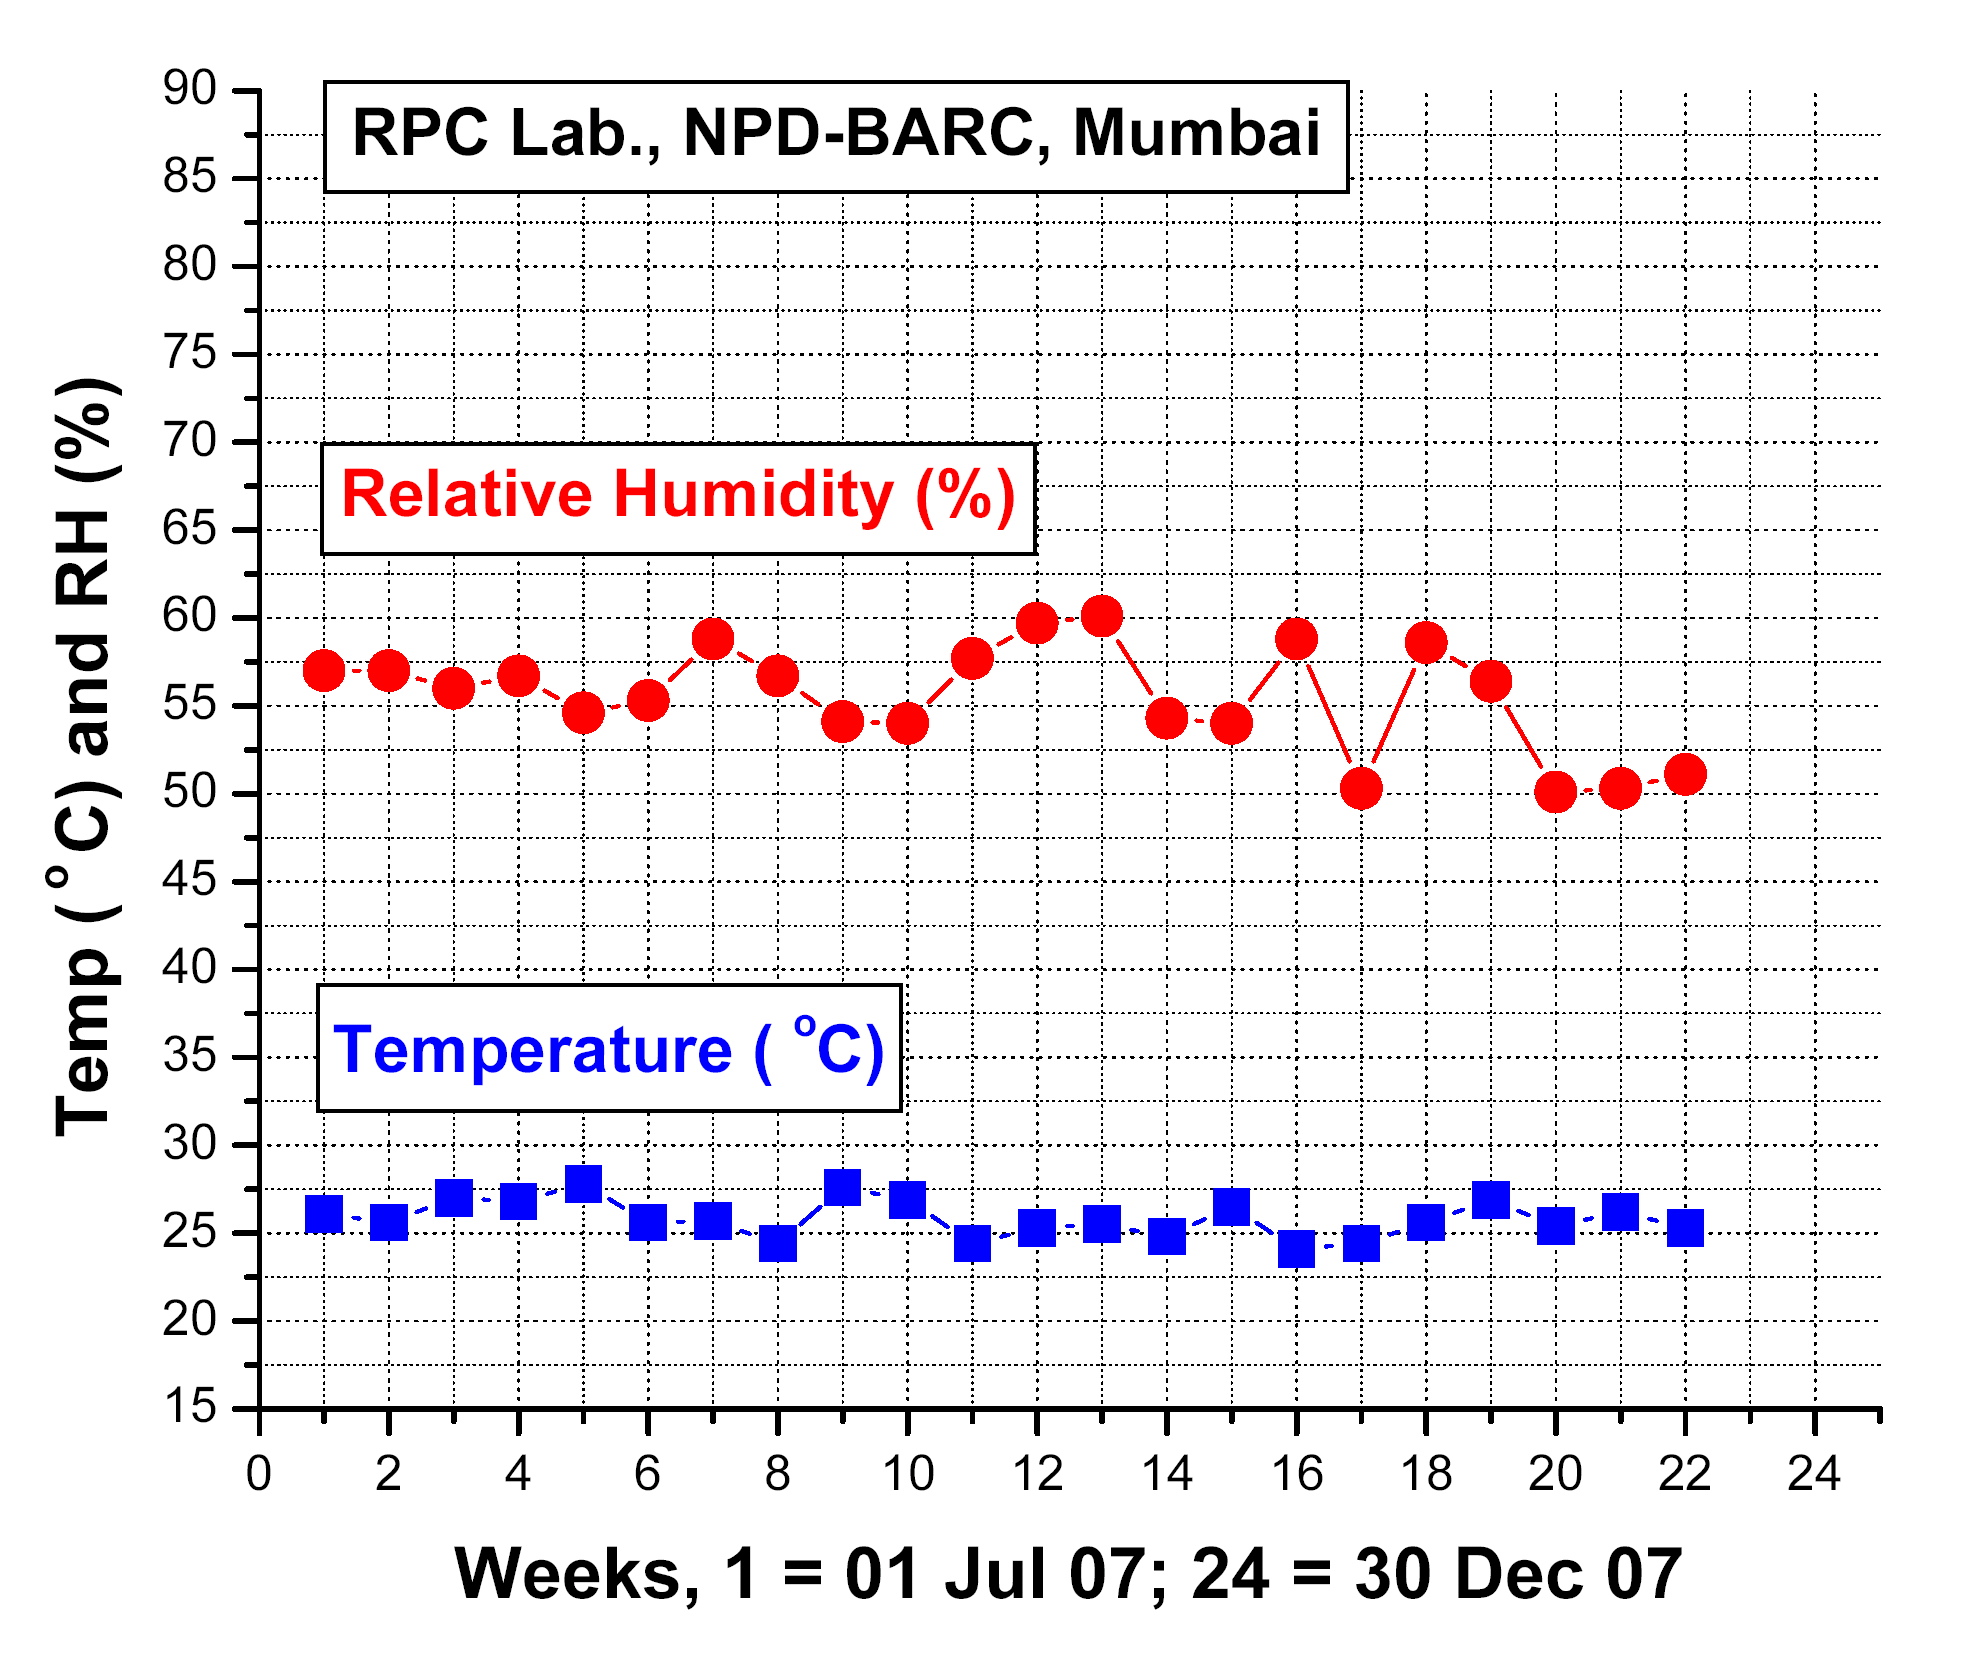 RPC Lab., NPD-BARC, Mumbai
Relative Humidity (%)
Temperature ( °C)
Temp ( °C) and RH (%)
90
85
80
75
70
65
60
55
50
45
40
35
30
25
20
15
0 2 4 6 8 10 12 14 16 18 20 22 24
Weeks, 1 = 01 Jul 07; 24 = 30 Dec 07